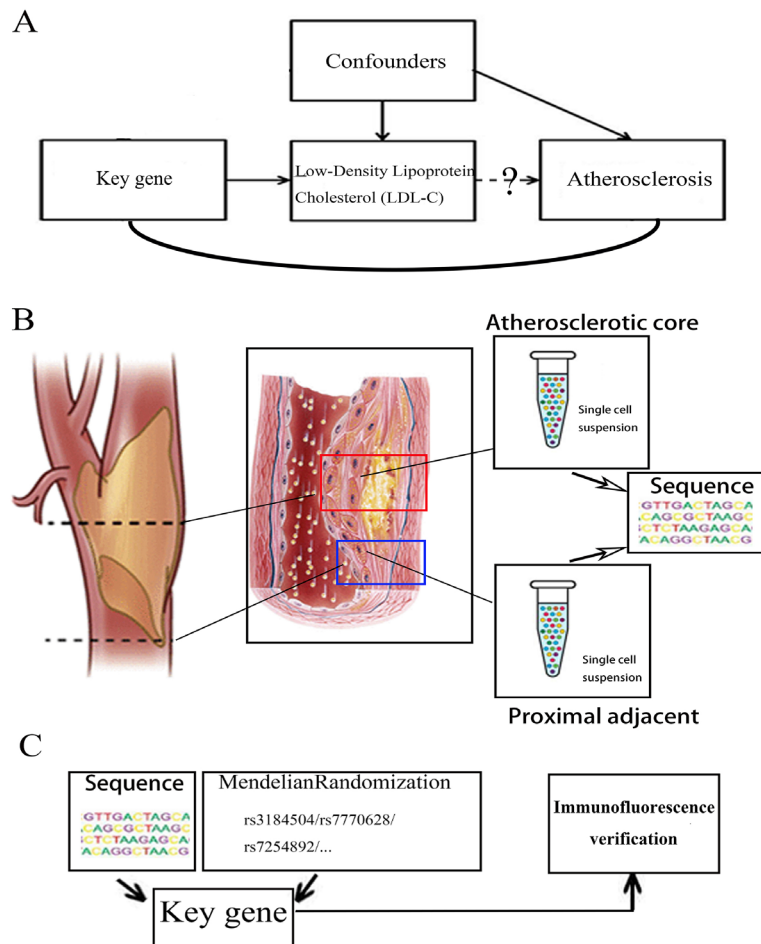 A
Confounders
Key gene
Low-Density Lipoprotein
Cholesterol (LDL-C)
?
Atherosclerosis
B
Atherosclerotic core
Single cell
suspension
Sequence
GTTGACTAGCA
CAGCGCTAAGC
CTCTAAGAGCA
ACAGGCTAACG
Single cell
suspension
Proximal adjacent
C
Sequence
GTTGACTAGCA
CAGCGCTAAGC
CTCTAAGAGCA
ACAGGCTAACG
MendelianRandomization
rs3184504/rs7770628/
rs7254892/...
Key gene
Immunofluorescence
verification